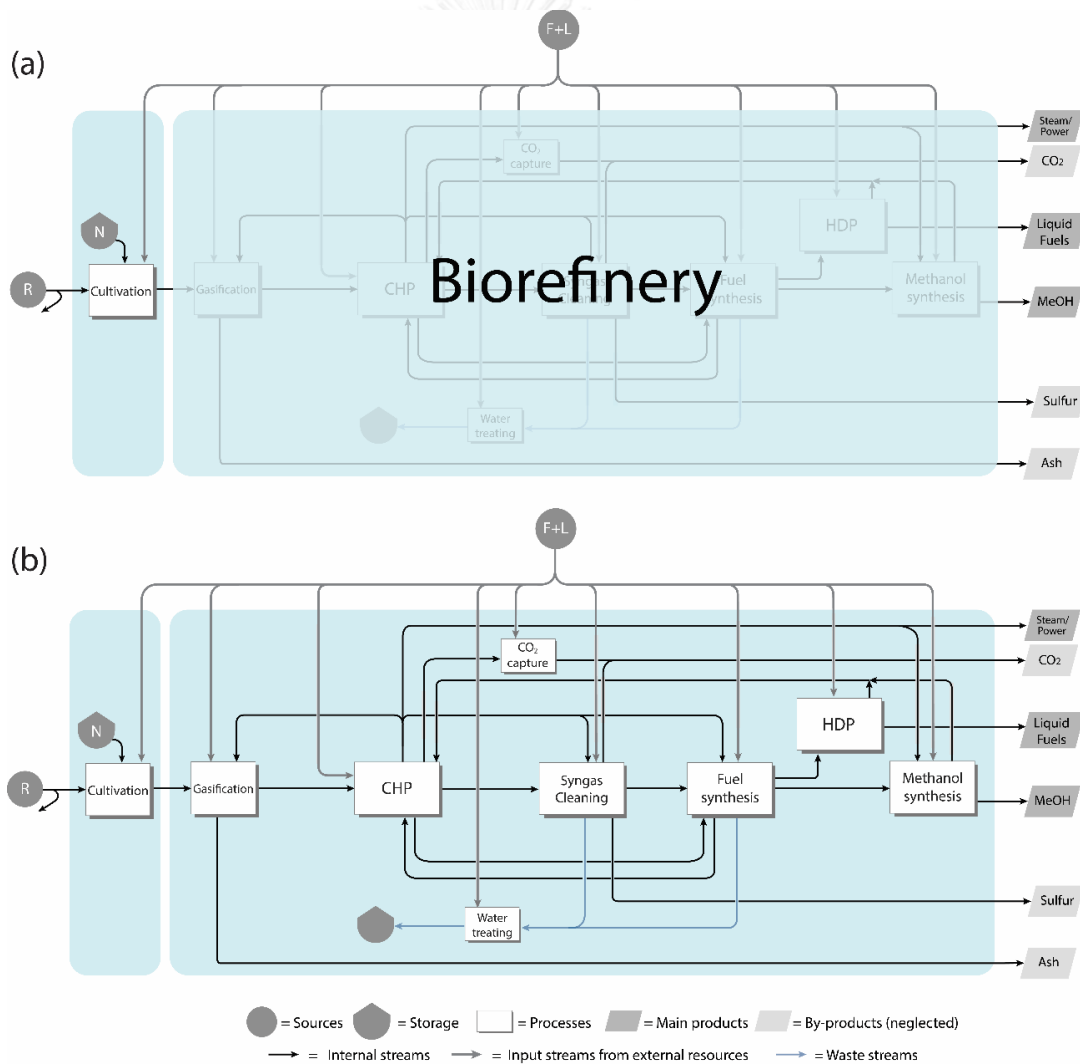 F+L
(a)
Steam/
Power
CO₂
capture
CO₂
N
HDP
Liquid
Fuels
R
Cultivation
Gasification
CHP
Biorefinery
Syngas
Cleaning
Fuel
synthesis
Methanol
synthesis
MeOH
Sulfur
Water
treating
Ash
F+L
(b)
Steam/
Power
CO₂
capture
CO₂
N
HDP
Liquid
Fuels
R
Cultivation
Gasification
CHP
Syngas
Cleaning
Fuel
synthesis
Methanol
synthesis
MeOH
Sulfur
Water
treating
Ash
= Sources = Storage = Processes = Main products = By-products (neglected)
= Internal streams = Input streams from external resources = Waste streams